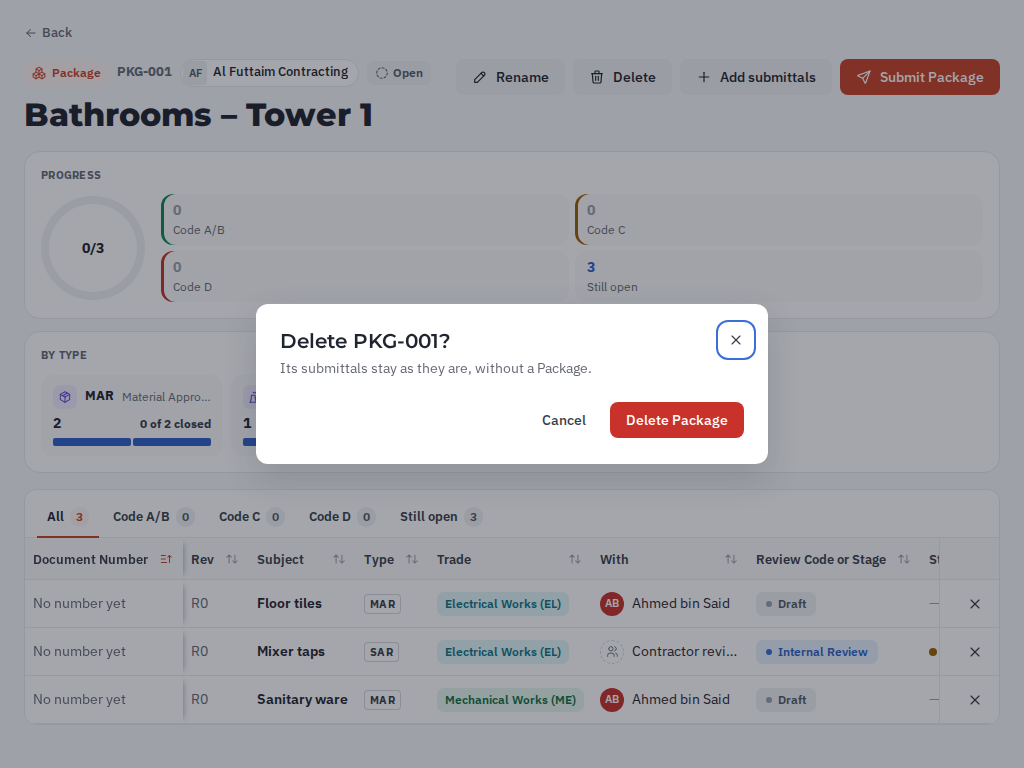 Back
Package PKG-001 AF Al Futtaim Contracting Open Rename Delete Add submittals Submit Package
Bathrooms – Tower 1
PROGRESS
0/3
0
Code A/B
0
Code C
0
Code D
3
Still open
Delete PKG-001?
Its submittals stay as they are, without a Package.
Cancel Delete Package
BY TYPE
MAR Material Appro...
2 0 of 2 closed
1
All 3 Code A/B 0 Code C 0 Code D 0 Still open 3
Document Number Rev Subject Type Trade With Review Code or Stage
No number yet R0 Floor tiles MAR Electrical Works (EL) AB Ahmed bin Said Draft —
No number yet R0 Mixer taps SAR Electrical Works (EL) Contractor revi... Internal Review
No number yet R0 Sanitary ware MAR Mechanical Works (ME) AB Ahmed bin Said Draft —